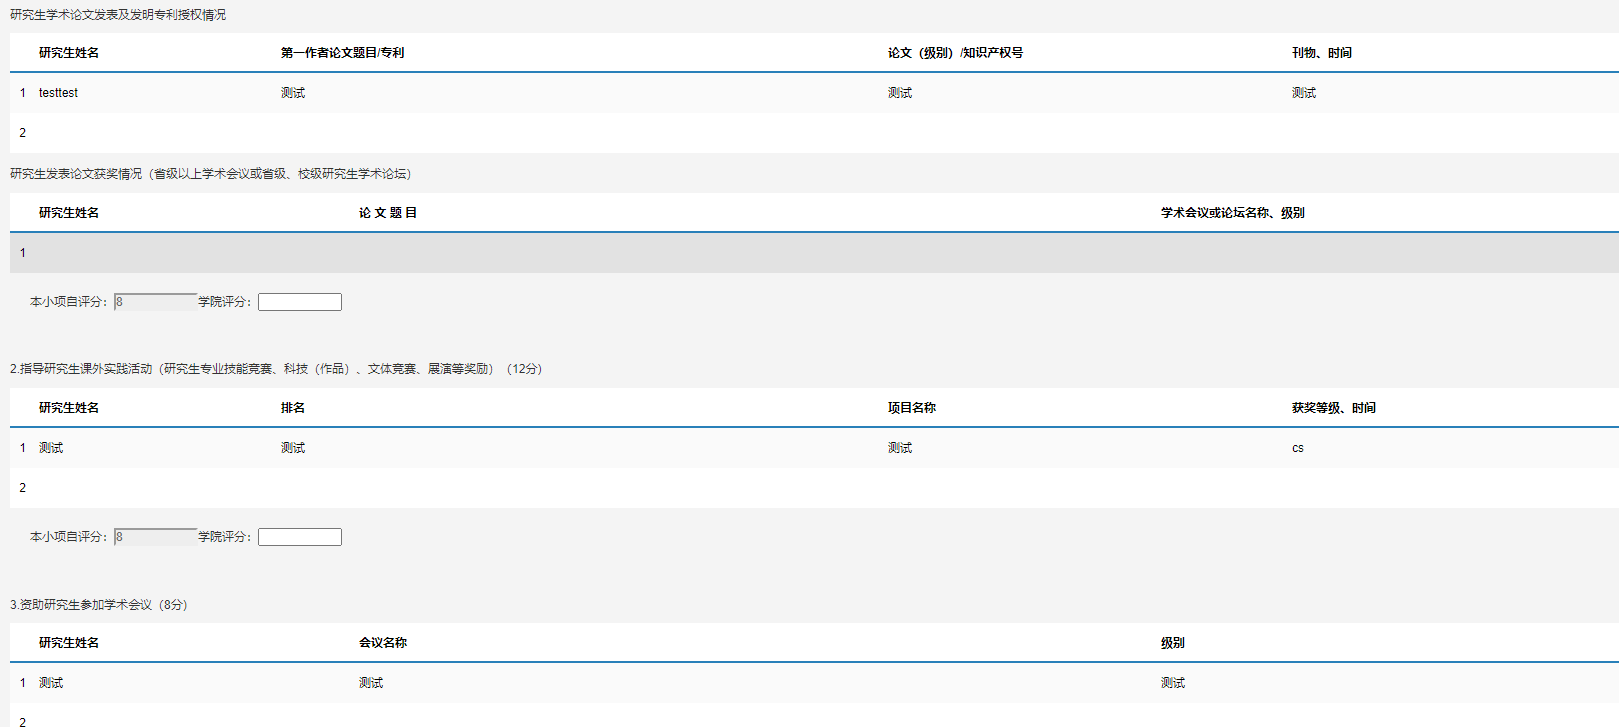 研究生学术论文发表及发明专利授权情况
研究生姓名 第一作者论文题目/专利 论文（级别）/知识产权号 刊物、时间
1 testtest 测试 测试 测试
2
研究生发表论文获奖情况（省级以上学术会议或省级、校级研究生学术论坛）
研究生姓名 论 文 题 目 学术会议或论坛名称、级别
1
本小项自评分：8 学院评分：
2.指导研究生课外实践活动（研究生专业技能竞赛、科技（作品）、文体竞赛、展演等奖励）（12分）
研究生姓名 排名 项目名称 获奖等级、时间
1 测试 测试 测试 cs
2
本小项自评分：8 学院评分：
3.资助研究生参加学术会议（8分）
研究生姓名 会议名称 级别
1 测试 测试 测试
2